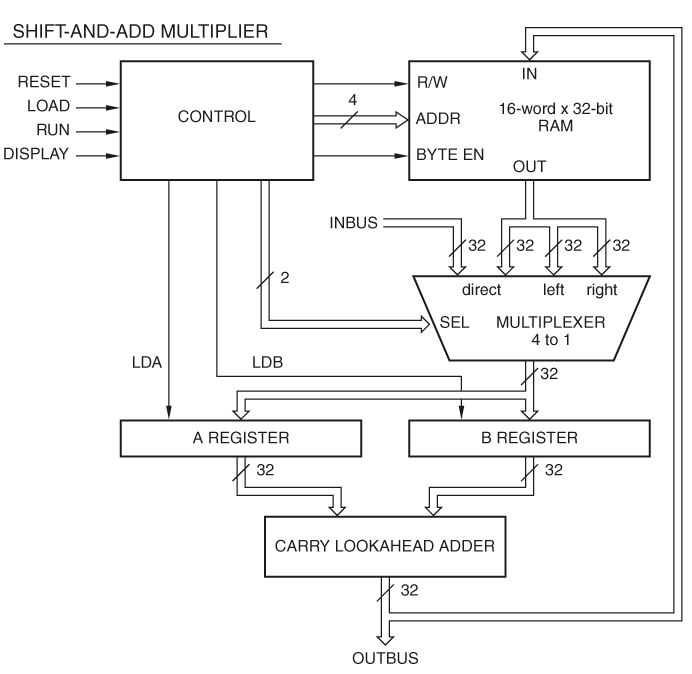 SHIFT-AND-ADD MULTIPLIER
RESET
LOAD
RUN
DISPLAY
CONTROL
4
R/W
ADDR
BYTE EN
IN
16-word x 32-bit
RAM
OUT
INBUS
32
32
32
32
direct
left
right
2
SEL
MULTIPLEXER
4 to 1
32
LDA
LDB
A REGISTER
B REGISTER
32
32
CARRY LOOKAHEAD ADDER
32
OUTBUS